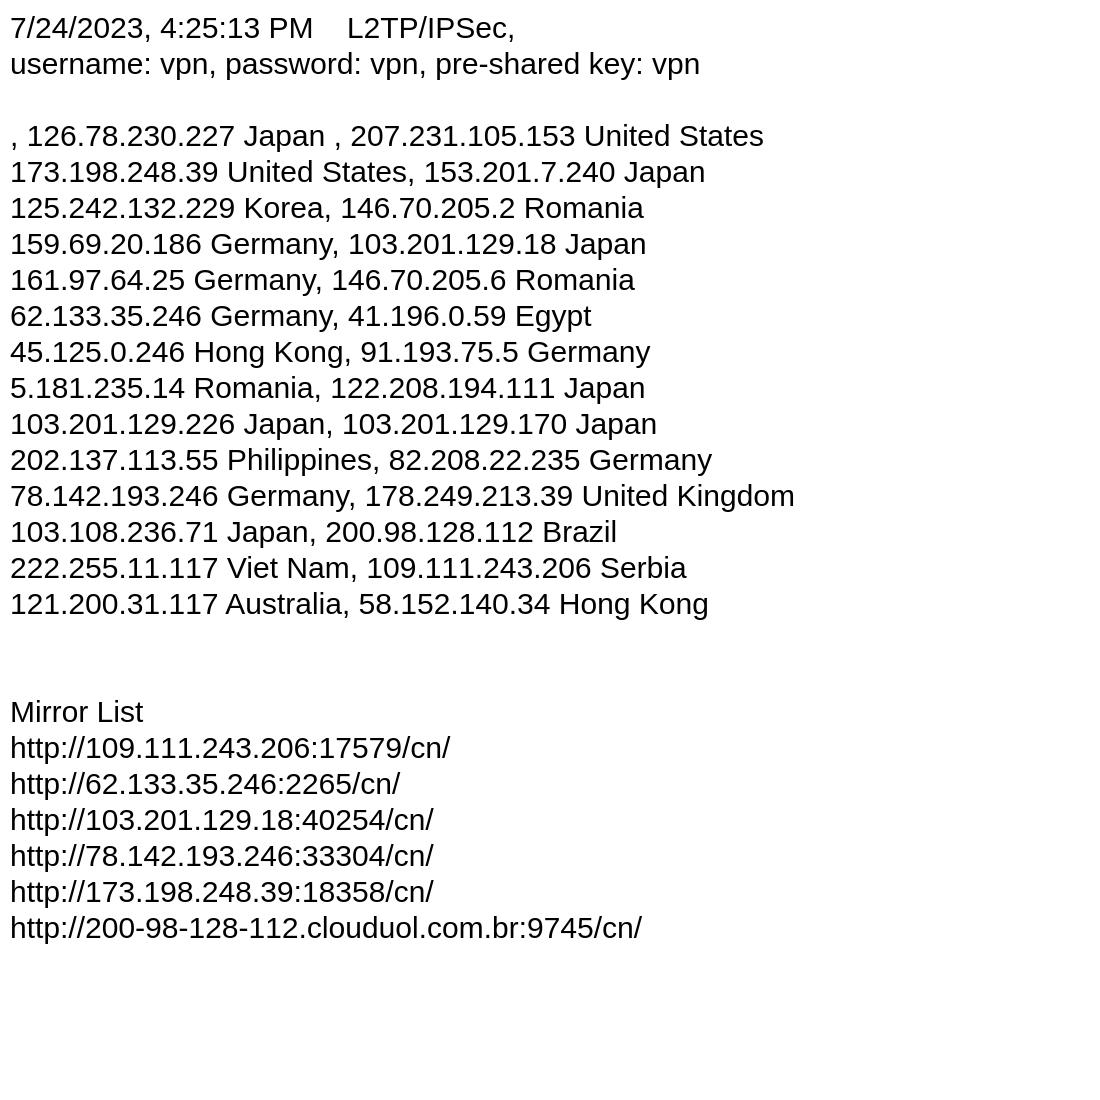 7/24/2023, 4:25:13 PM    L2TP/IPSec,
username: vpn, password: vpn, pre-shared key: vpn
, 126.78.230.227 Japan , 207.231.105.153 United States
173.198.248.39 United States, 153.201.7.240 Japan
125.242.132.229 Korea, 146.70.205.2 Romania
159.69.20.186 Germany, 103.201.129.18 Japan
161.97.64.25 Germany, 146.70.205.6 Romania
62.133.35.246 Germany, 41.196.0.59 Egypt
45.125.0.246 Hong Kong, 91.193.75.5 Germany
5.181.235.14 Romania, 122.208.194.111 Japan
103.201.129.226 Japan, 103.201.129.170 Japan
202.137.113.55 Philippines, 82.208.22.235 Germany
78.142.193.246 Germany, 178.249.213.39 United Kingdom
103.108.236.71 Japan, 200.98.128.112 Brazil
222.255.11.117 Viet Nam, 109.111.243.206 Serbia
121.200.31.117 Australia, 58.152.140.34 Hong Kong
Mirror List
http://109.111.243.206:17579/cn/
http://62.133.35.246:2265/cn/
http://103.201.129.18:40254/cn/
http://78.142.193.246:33304/cn/
http://173.198.248.39:18358/cn/
http://200-98-128-112.clouduol.com.br:9745/cn/